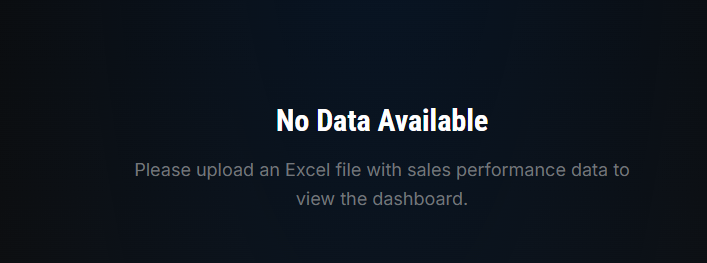 No Data Available
Please upload an Excel file with sales performance data to
view the dashboard.